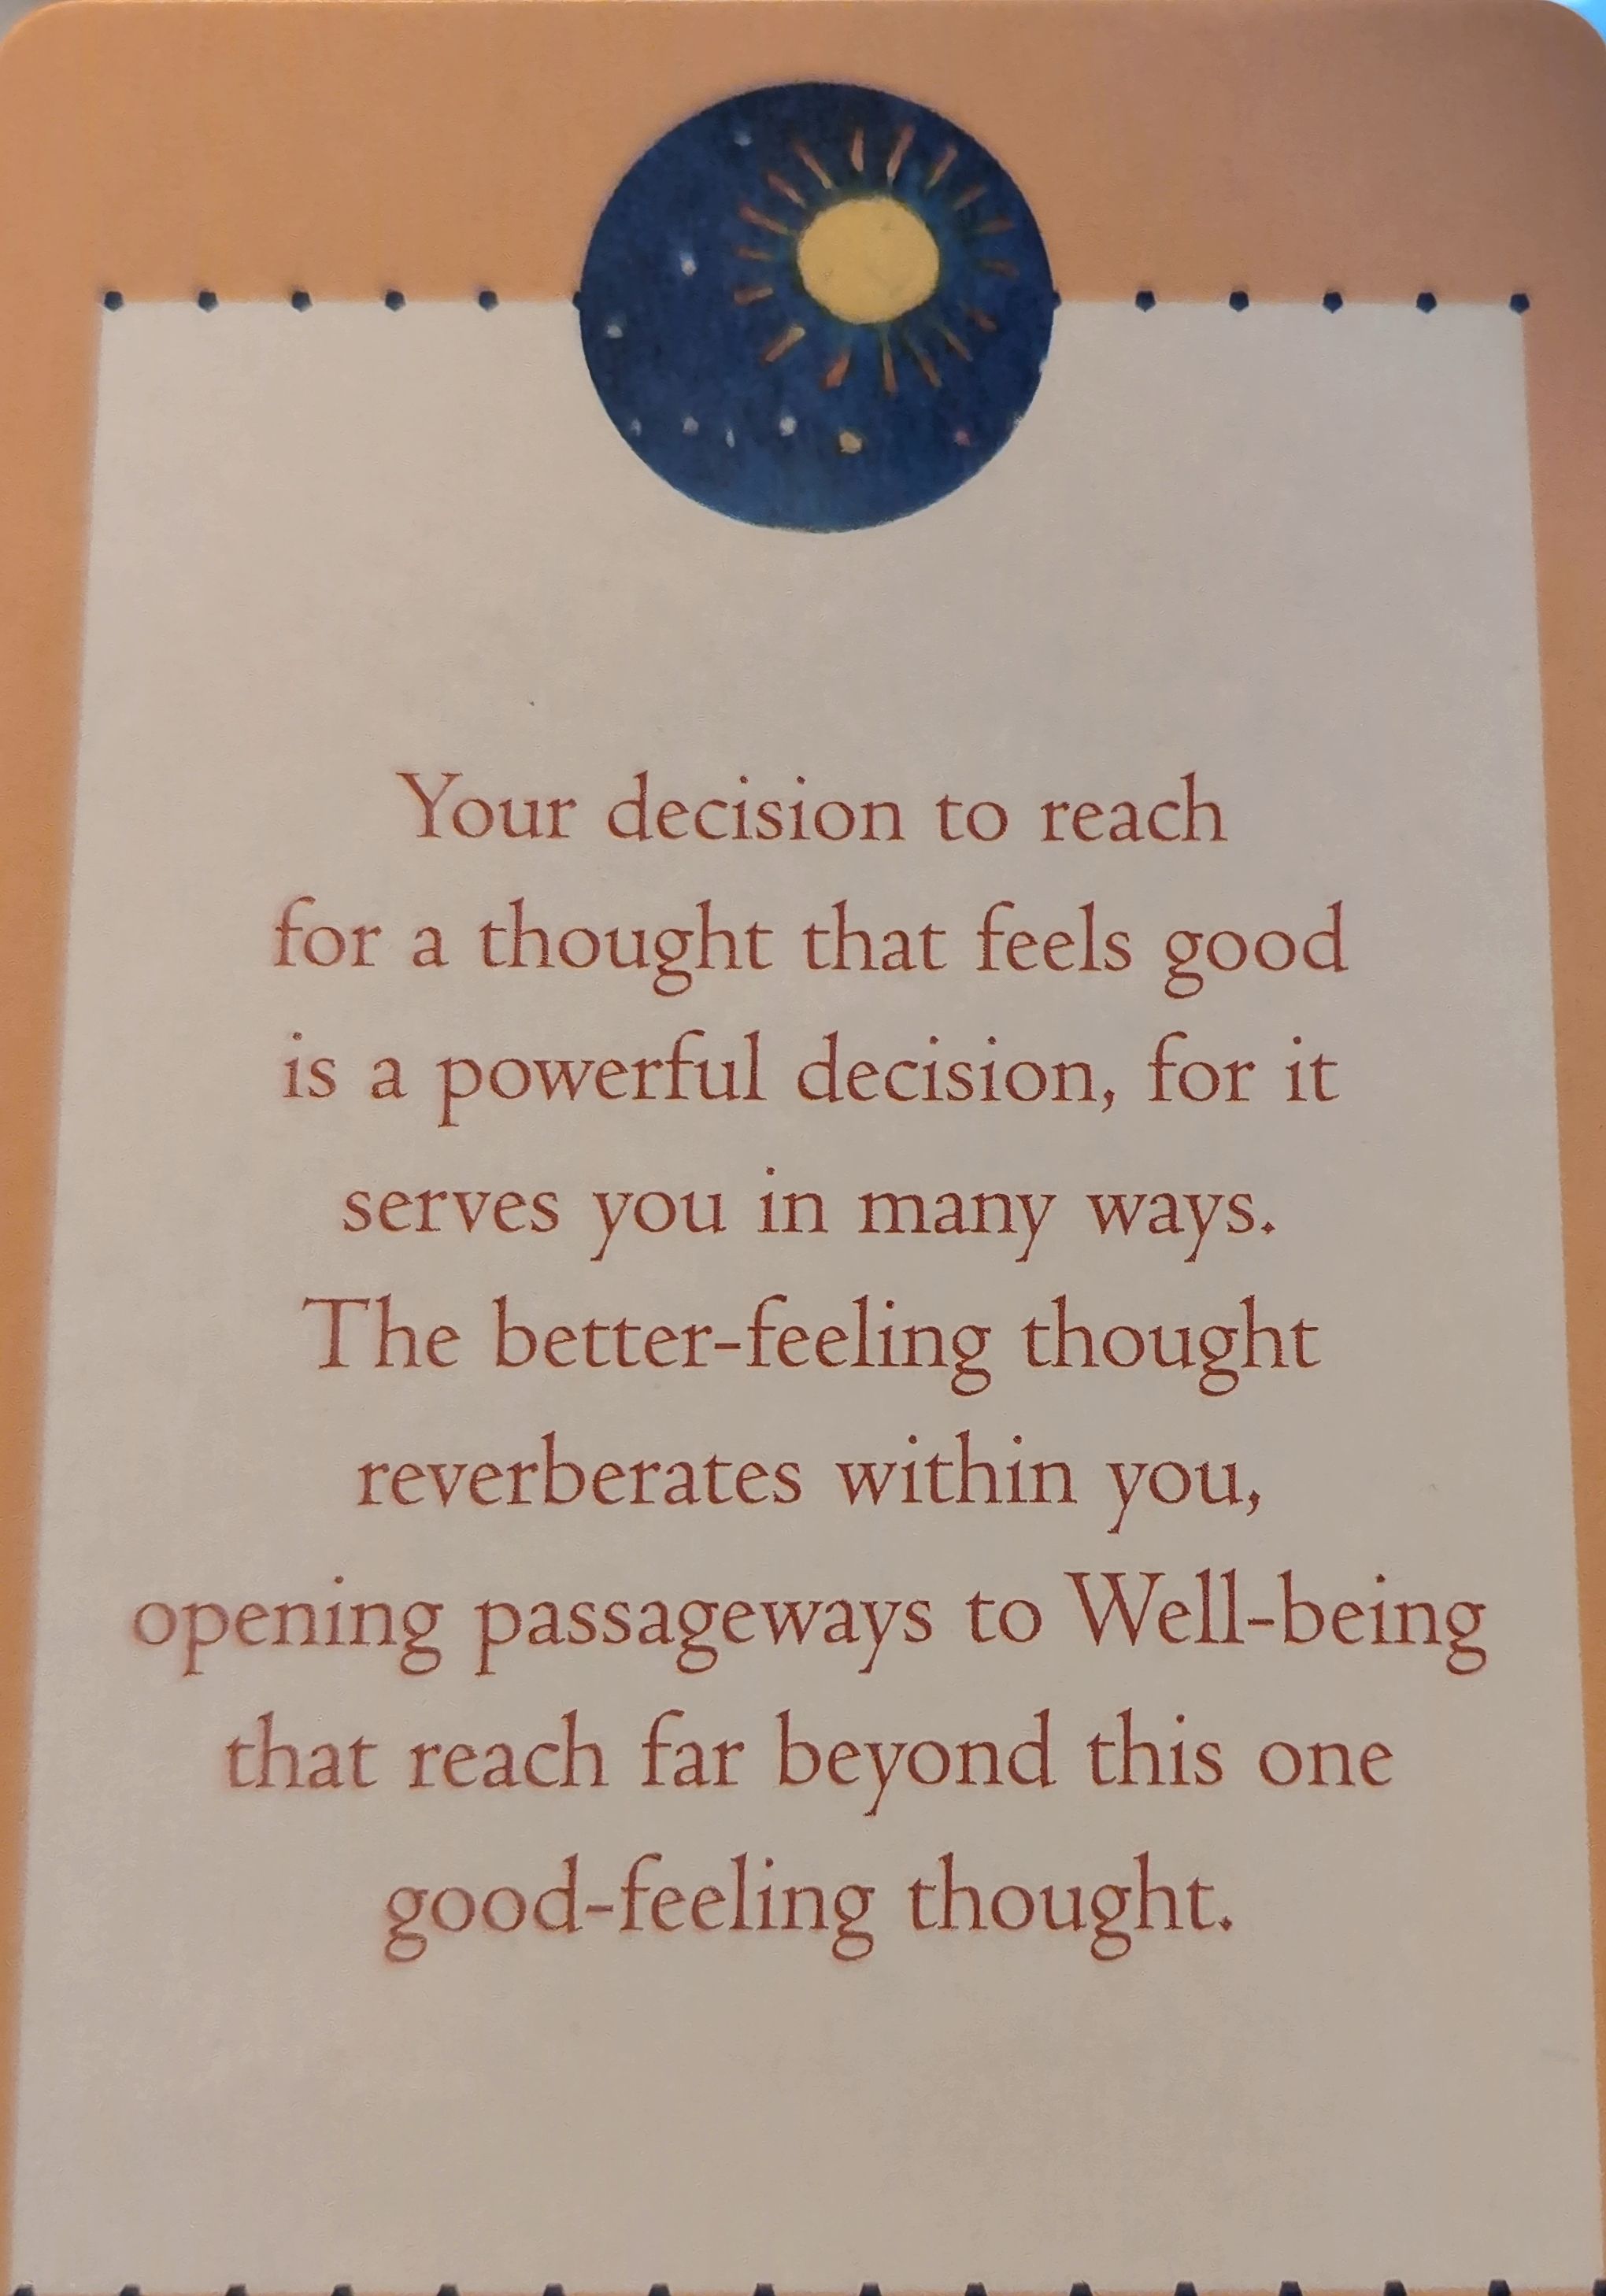 Your decision to reach
for a thought that feels good
is a powerful decision, for it
serves you in many ways.
The better-feeling thought
reverberates within you,
opening passageways to Well-being
that reach far beyond this one
good-feeling thought.